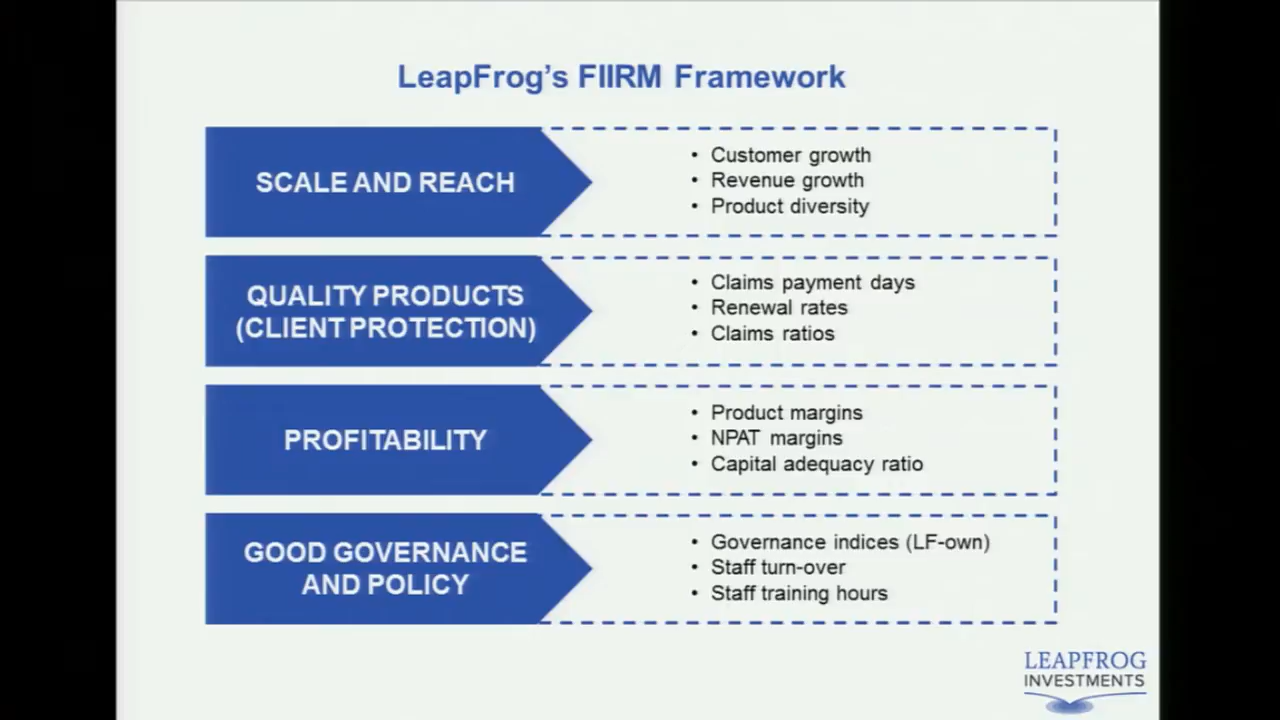 LeapFrog's FIIRM Framework
SCALE AND REACH
• Customer growth
• Revenue growth
• Product diversity
QUALITY PRODUCTS
(CLIENT PROTECTION)
• Claims payment days
• Renewal rates
• Claims ratios
PROFITABILITY
• Product margins
• NPAT margins
• Capital adequacy ratio
GOOD GOVERNANCE
AND POLICY
• Governance indices (LF-own)
• Staff turn-over
• Staff training hours
LEAPFROG
INVESTMENTS